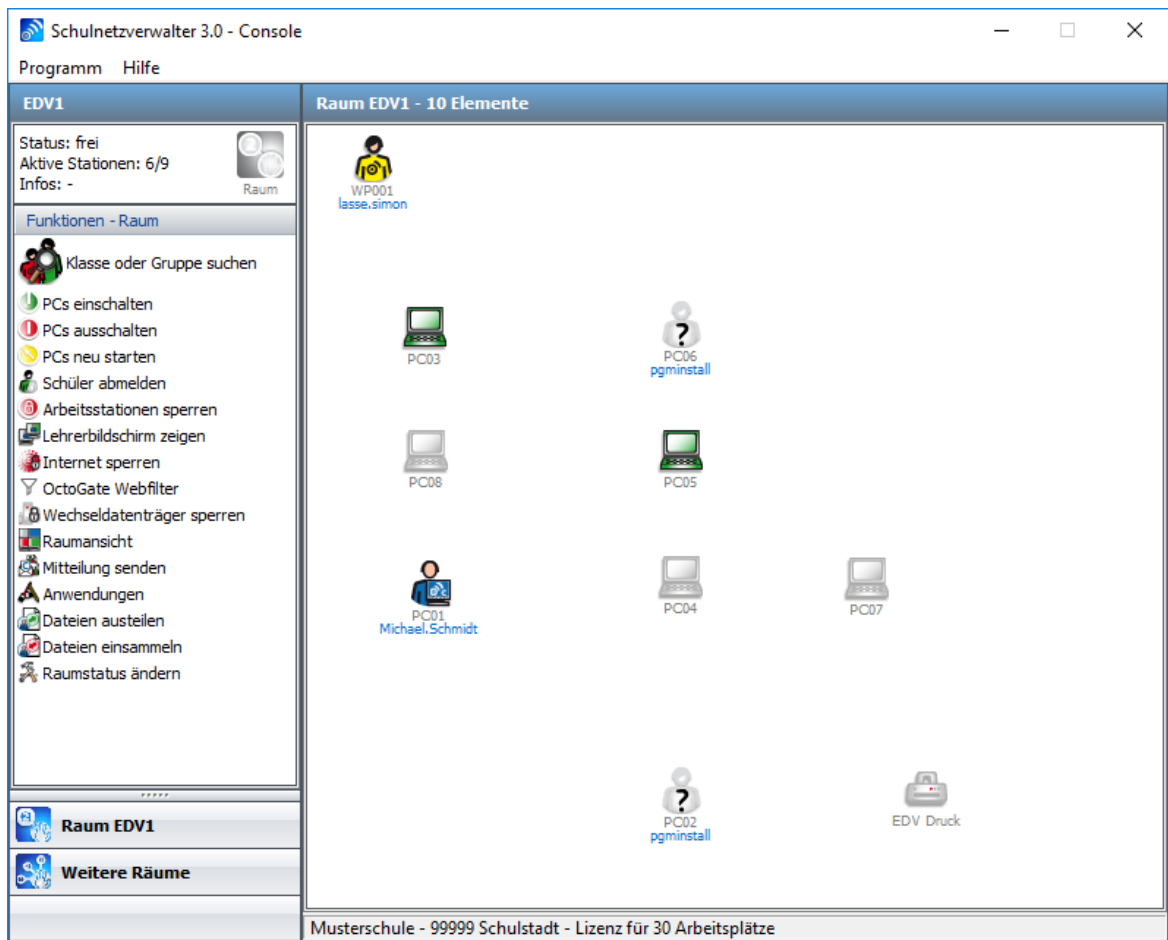 Schulnetzverwalter 3.0 - Console
Programm Hilfe
EDV1
Status: frei
Aktive Stationen: 6/9
Infos: -
Raum
Funktionen - Raum
Klasse oder Gruppe suchen
PCs einschalten
PCs ausschalten
PCs neu starten
Schüler abmelden
Arbeitsstationen sperren
Lehrerbildschirm zeigen
Internet sperren
OctoGate Webfilter
Wechseldatenträger sperren
Raumansicht
Mitteilung senden
Anwendungen
Dateien austeilen
Dateien einsammeln
Raumstatus ändern
Raum EDV1
Weitere Räume
Raum EDV1 - 10 Elemente
WP001
lasse.simon
PC03
?
PC06
pgminstall
PC08
PC05
PC01
Michael.Schmidt
PC04
PC07
?
PC02
pgminstall
EDV Druck
Musterschule - 99999 Schulstadt - Lizenz für 30 Arbeitsplätze